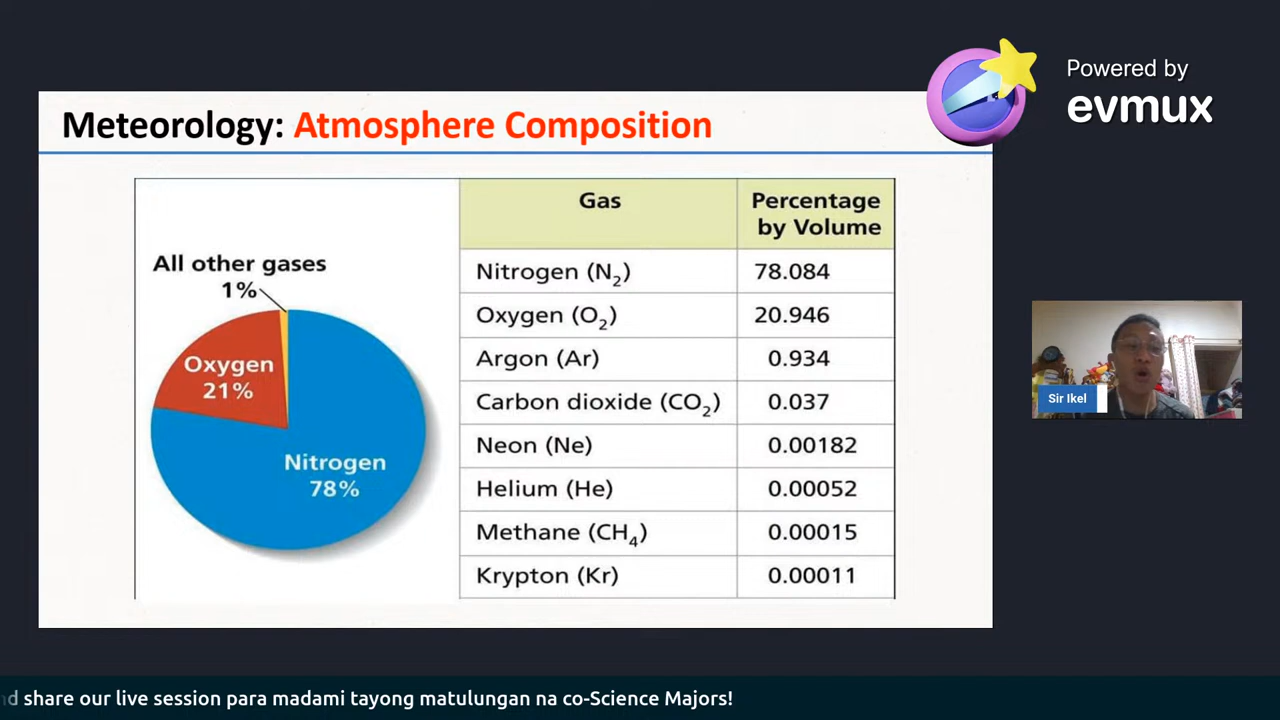 Powered by
evmux
Meteorology: Atmosphere Composition
All other gases
1%
Oxygen
21%
Nitrogen
78%
Gas
Percentage
by Volume
Nitrogen (N₂) 78.084
Oxygen (O₂) 20.946
Argon (Ar) 0.934
Carbon dioxide (CO₂) 0.037
Neon (Ne) 0.00182
Helium (He) 0.00052
Methane (CH₄) 0.00015
Krypton (Kr) 0.00011
Sir Ikel
share our live session para madami tayong matulungan na co-Science Majors!